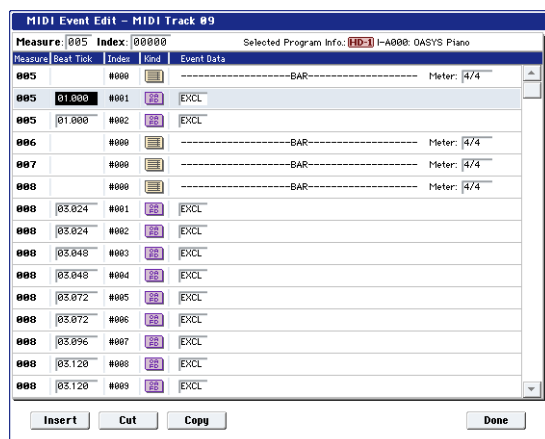 MIDI Event Edit – MIDI Track 09
Measure: 005 Index: 00000 Selected Program Info.: HD-1 I-A000: OASYS Piano
Measure Beat Tick Index Kind Event Data
005 #000 --------------------BAR-------------------- Meter: 4/4
005 01.000 #001 EXCL
005 01.000 #002 EXCL
006 #000 --------------------BAR-------------------- Meter: 4/4
007 #000 --------------------BAR-------------------- Meter: 4/4
008 #000 --------------------BAR-------------------- Meter: 4/4
008 03.024 #001 EXCL
008 03.024 #002 EXCL
008 03.048 #003 EXCL
008 03.048 #004 EXCL
008 03.072 #005 EXCL
008 03.072 #006 EXCL
008 03.096 #007 EXCL
008 03.120 #008 EXCL
008 03.120 #009 EXCL
Insert Cut Copy Done